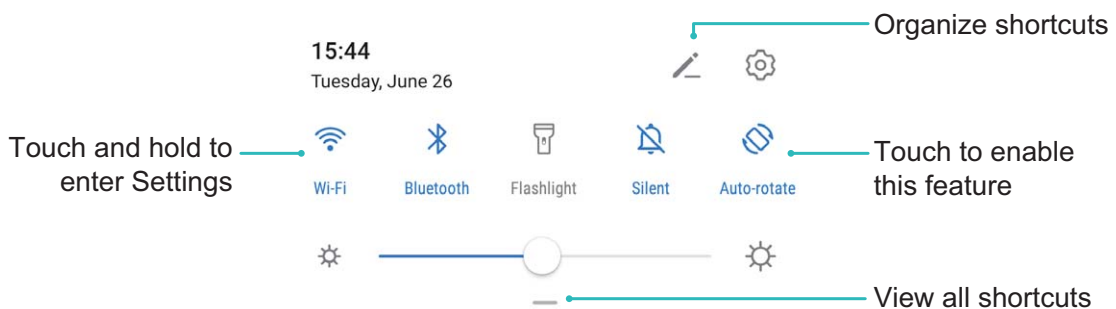 Organize shortcuts
15:44
Tuesday, June 26
Touch and hold to
enter Settings
Wi-Fi
Bluetooth
Flashlight
Silent
Auto-rotate
Touch to enable
this feature
View all shortcuts